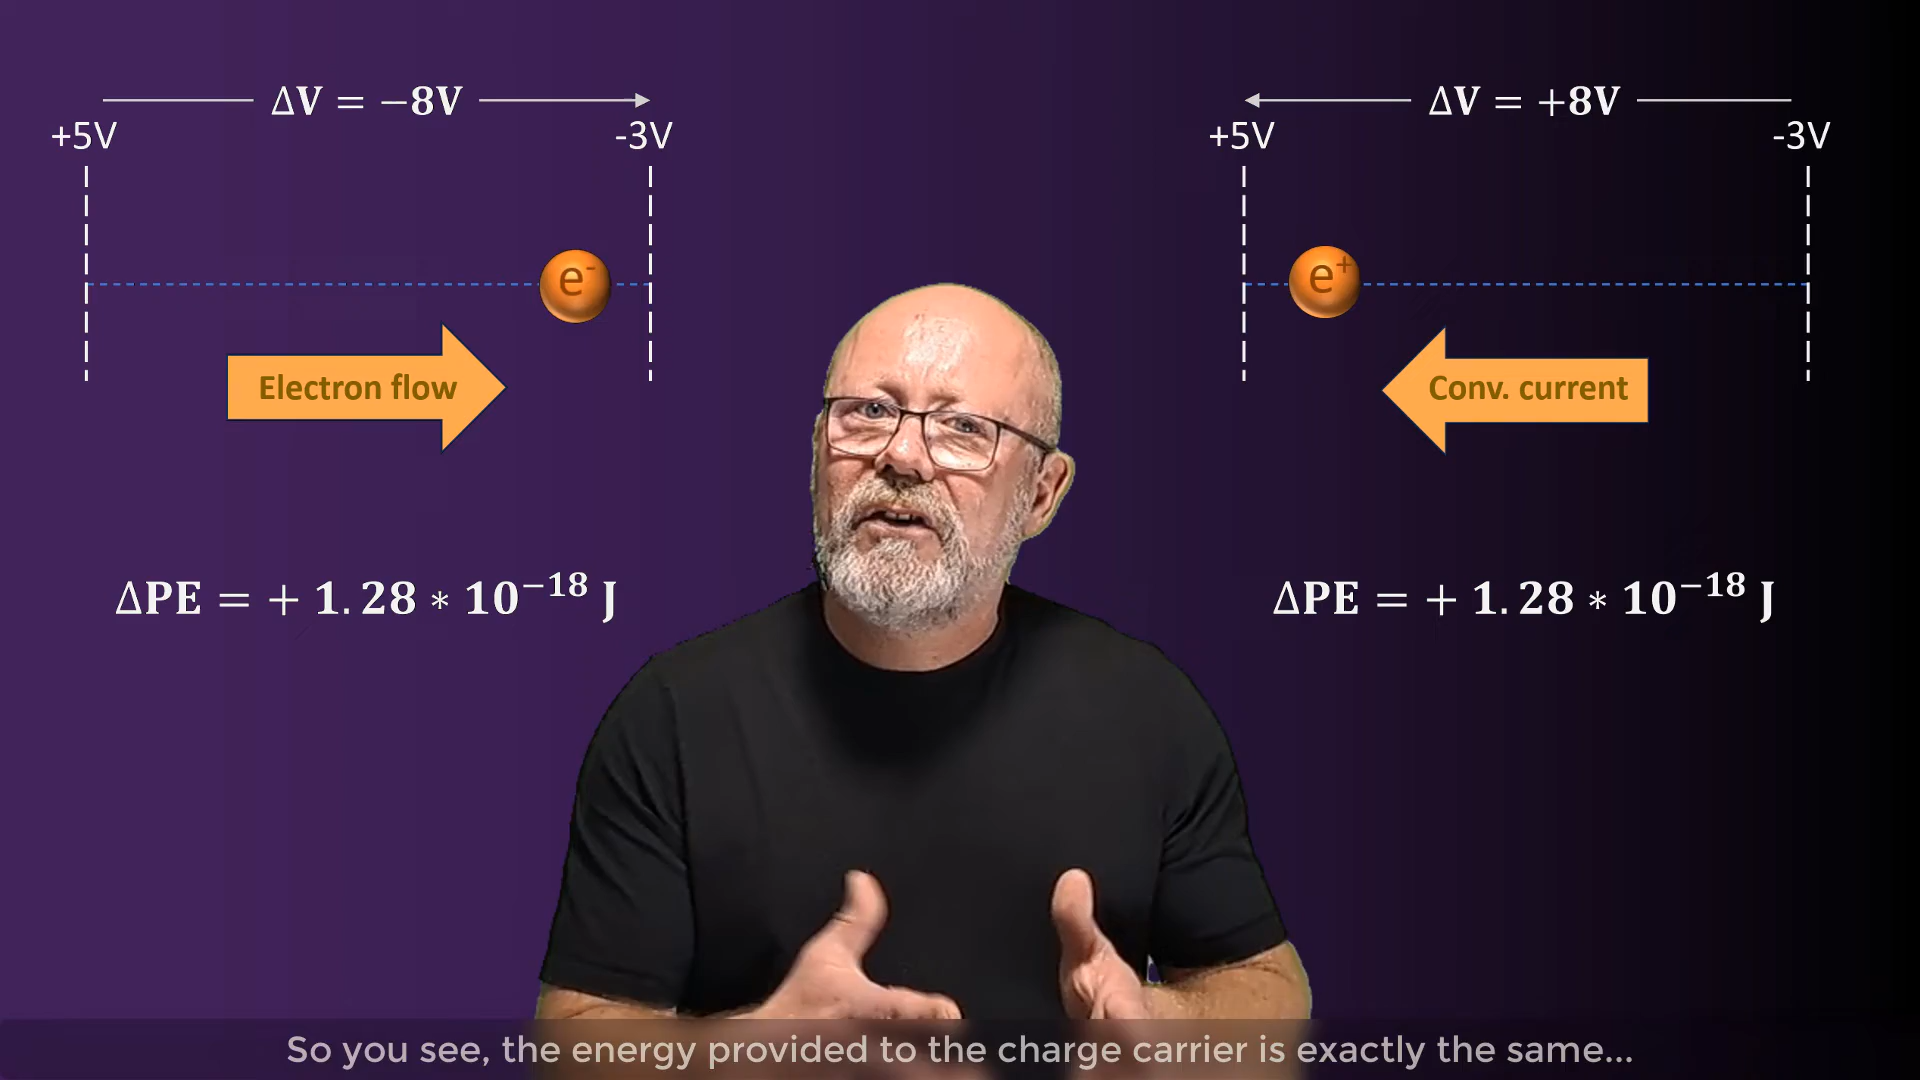 ΔV = −8V
+5V
-3V
e⁻
Electron flow
ΔPE = + 1.28 * 10⁻¹⁸ J
ΔV = +8V
+5V
-3V
e⁺
Conv. current
ΔPE = + 1.28 * 10⁻¹⁸ J
So you see, the energy provided to the charge carrier is exactly the same...